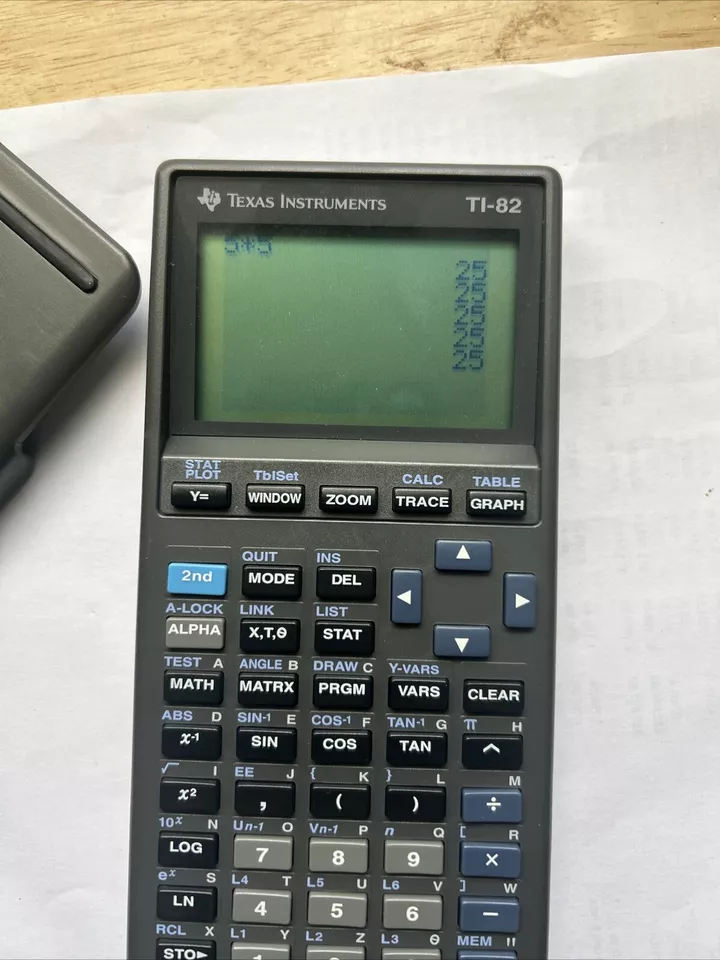 TEXAS INSTRUMENTS TI-82
5*5
25
25
25
25
25
STAT PLOT TblSet CALC TABLE
Y= WINDOW ZOOM TRACE GRAPH
QUIT INS
2nd MODE DEL
A-LOCK LINK LIST
ALPHA X,T,θ STAT
TEST A ANGLE B DRAW C Y-VARS
MATH MATRX PRGM VARS CLEAR
ABS D SIN⁻¹ E COS⁻¹ F TAN⁻¹ G π H
x⁻¹ SIN COS TAN ^
√ I EE J { K } L M
x² , ( ) ÷
10ˣ N Un-1 O Vn-1 P n Q [ R
LOG 7 8 9 ×
eˣ S L4 T L5 U L6 V ] W
LN 4 5 6 −
RCL X L1 Y L2 Z L3 θ MEM "
STO►